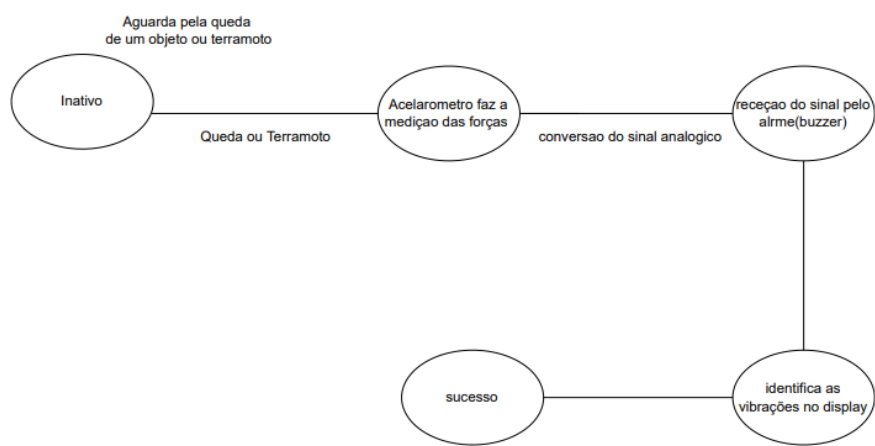 Aguarda pela queda
de um objeto ou terramoto
Inativo
Queda ou Terramoto
Acelarometro faz a
mediçao das forças
conversao do sinal analogico
receçao do sinal pelo
alrme(buzzer)
identifica as
vibrações no display
sucesso